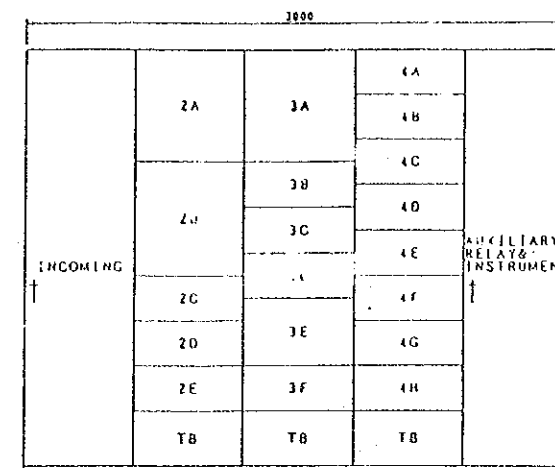 3000
INCOMING
2A
2C
2D
2E
TB
3A
3B
3C
3E
3F
TB
4A
4B
4C
4D
4E
4F
4G
4H
TB
AUXILIARY
RELAY&
INSTRUMEN